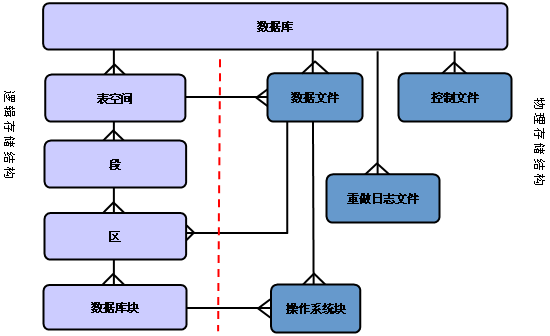 数据库
逻辑存储结构
表空间
数据文件
控制文件
物理存储结构
段
重做日志文件
区
数据库块
操作系统块